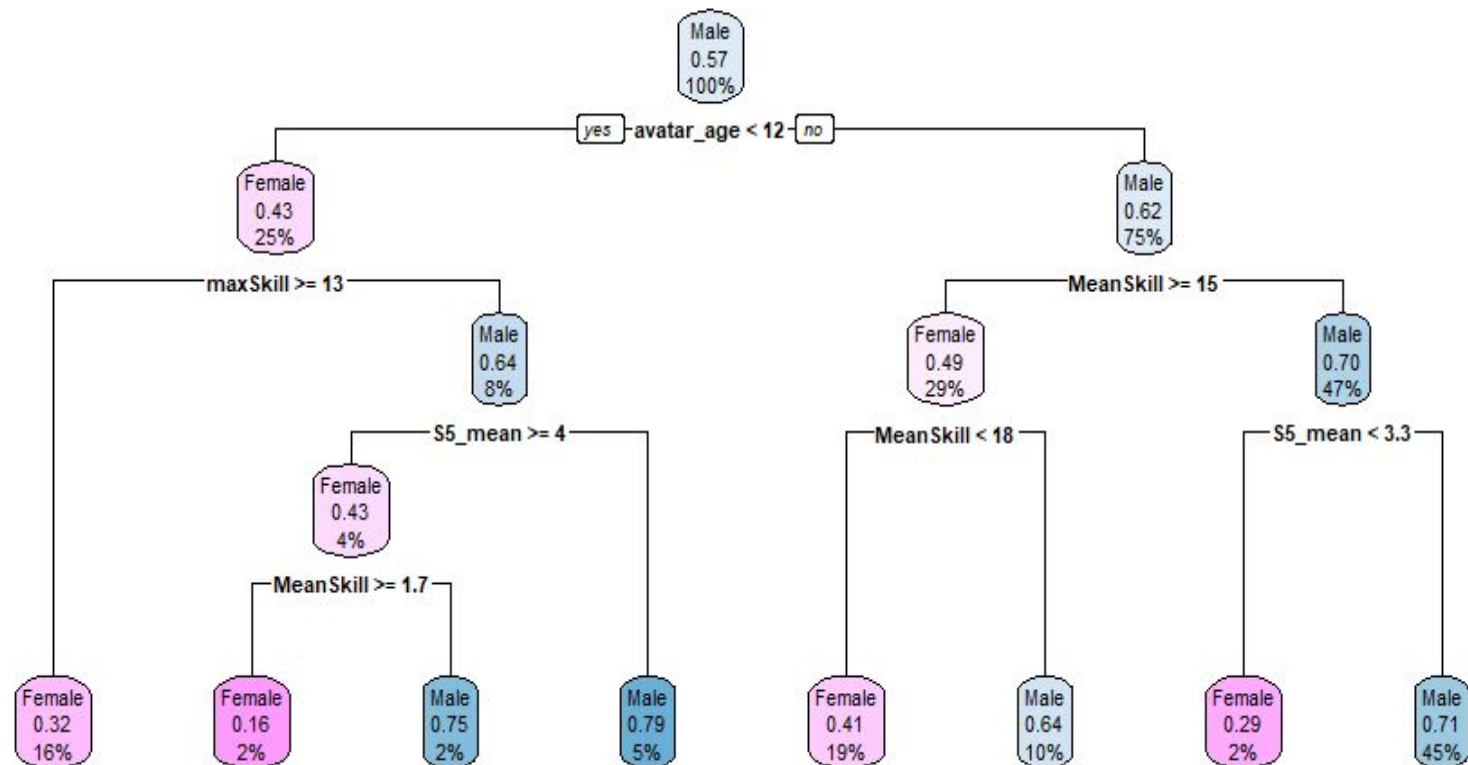 Male
0.57
100%
yes avatar_age < 12 no
Female
0.43
25%
Male
0.62
75%
maxSkill >= 13
MeanSkill >= 15
Male
0.64
8%
Female
0.49
29%
Male
0.70
47%
S5_mean >= 4
MeanSkill < 18
S5_mean < 3.3
Female
0.43
4%
MeanSkill >= 1.7
Female
0.32
16%
Female
0.16
2%
Male
0.75
2%
Male
0.79
5%
Female
0.41
19%
Male
0.64
10%
Female
0.29
2%
Male
0.71
45%